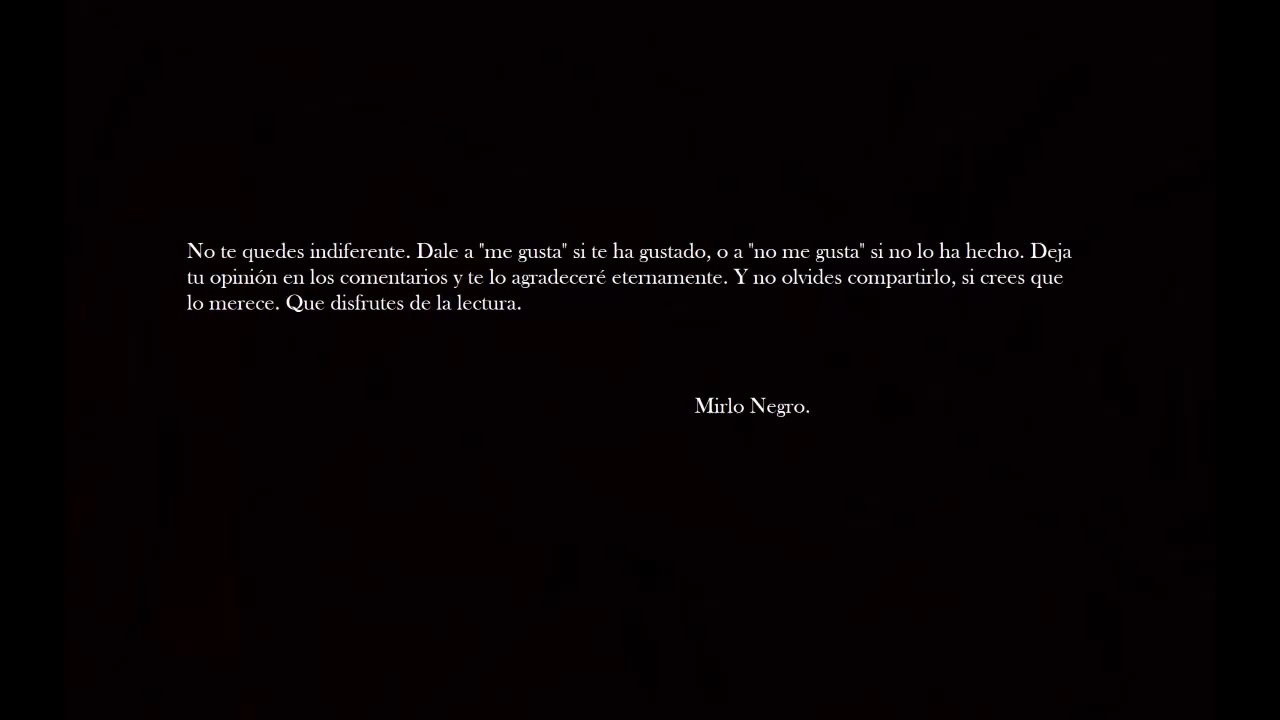 No te quedes indiferente. Dale a "me gusta" si te ha gustado, o a "no me gusta" si no lo ha hecho. Deja
tu opinión en los comentarios y te lo agradeceré eternamente. Y no olvides compartirlo, si crees que
lo merece. Que disfrutes de la lectura.
Mirlo Negro.